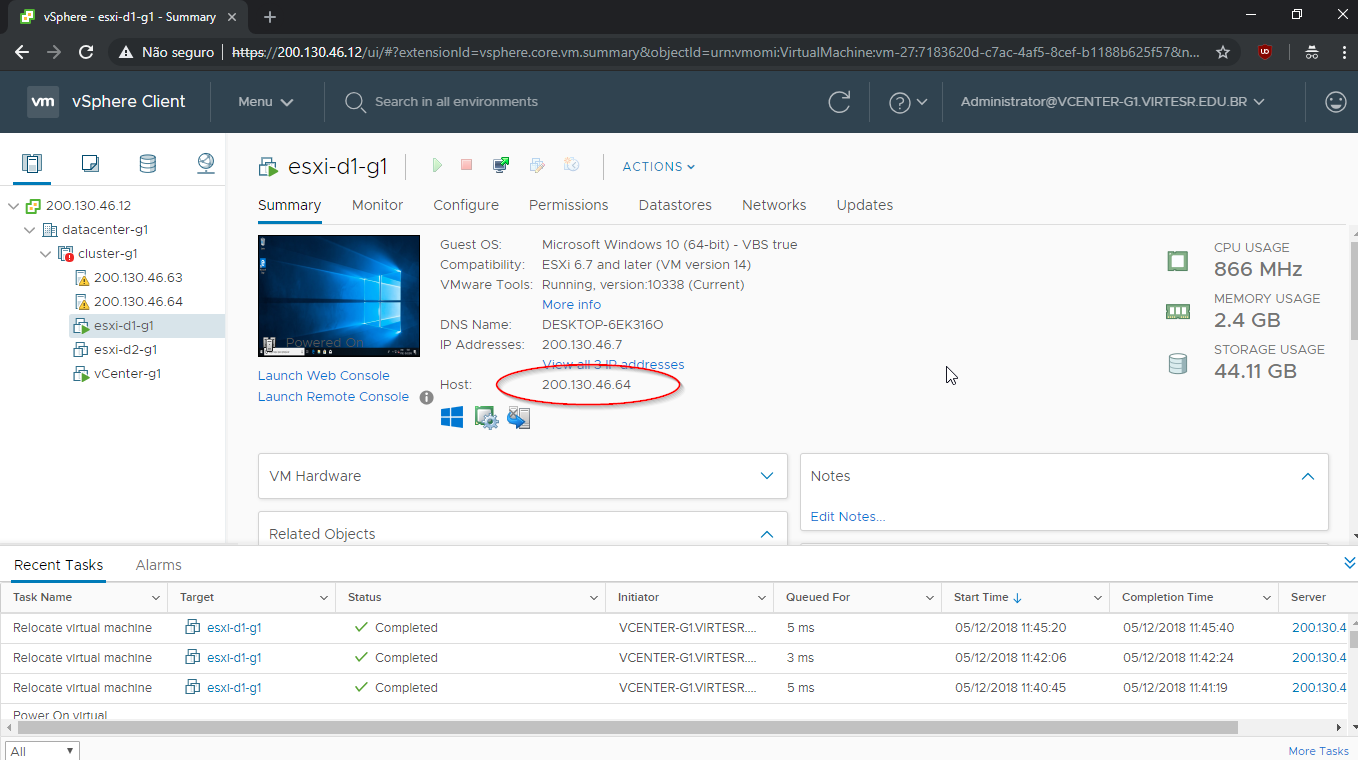 vSphere - esxi-d1-g1 - Summary
Não seguro | https://200.130.46.12/ui/#?extensionId=vsphere.core.vm.summary&objectId=urn:vmomi:VirtualMachine:vm-27:7183620d-c7ac-4af5-8cef-b1188b625f57&n...
vm vSphere Client Menu Search in all environments Administrator@VCENTER-G1.VIRTESR.EDU.BR
esxi-d1-g1 ACTIONS
Summary Monitor Configure Permissions Datastores Networks Updates
200.130.46.12
datacenter-g1
cluster-g1
200.130.46.63
200.130.46.64
esxi-d1-g1
esxi-d2-g1
vCenter-g1
Powered On
Launch Web Console
Launch Remote Console
Guest OS: Microsoft Windows 10 (64-bit) - VBS true
Compatibility: ESXi 6.7 and later (VM version 14)
VMware Tools: Running, version:10338 (Current)
More info
DNS Name: DESKTOP-6EK316O
IP Addresses: 200.130.46.7
View all 3 IP addresses
Host: 200.130.46.64
CPU USAGE
866 MHz
MEMORY USAGE
2.4 GB
STORAGE USAGE
44.11 GB
VM Hardware
Related Objects
Notes
Edit Notes...
Recent Tasks Alarms
Task Name Target Status Initiator Queued For Start Time Completion Time Server
Relocate virtual machine esxi-d1-g1 Completed VCENTER-G1.VIRTESR.... 5 ms 05/12/2018 11:45:20 05/12/2018 11:45:40 200.130.4
Relocate virtual machine esxi-d1-g1 Completed VCENTER-G1.VIRTESR.... 3 ms 05/12/2018 11:42:06 05/12/2018 11:42:24 200.130.4
Relocate virtual machine esxi-d1-g1 Completed VCENTER-G1.VIRTESR.... 5 ms 05/12/2018 11:40:45 05/12/2018 11:41:19 200.130.4
Power On virtual
All
More Tasks